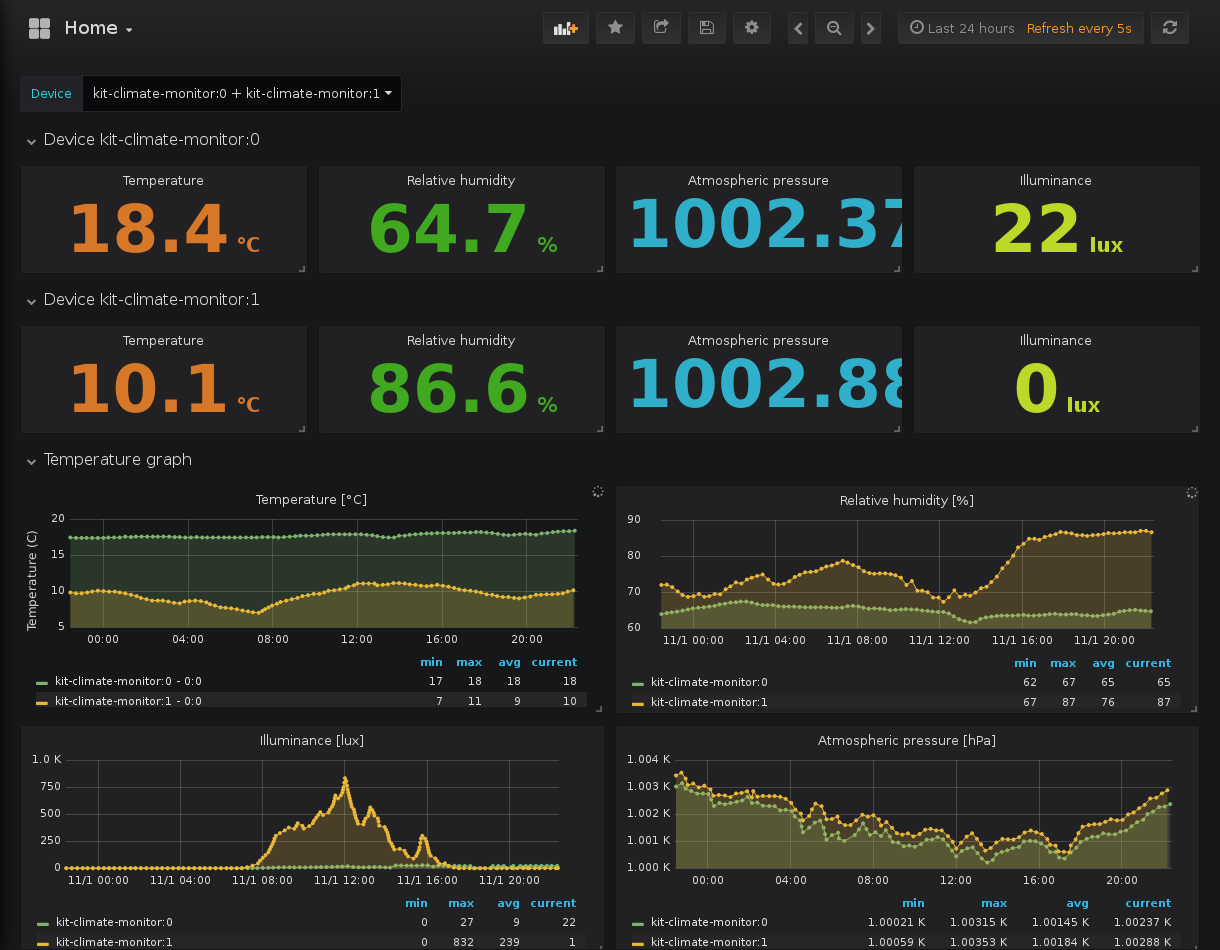 Home
Last 24 hours Refresh every 5s
Device kit-climate-monitor:0 + kit-climate-monitor:1
Device kit-climate-monitor:0
Temperature Relative humidity Atmospheric pressure Illuminance
18.4 °C 64.7 % 1002.37 22 lux
Device kit-climate-monitor:1
Temperature Relative humidity Atmospheric pressure Illuminance
10.1 °C 86.6 % 1002.88 0 lux
Temperature graph
Temperature [°C]
Temperature (C)
20
15
10
5
00:00 04:00 08:00 12:00 16:00 20:00
min max avg current
kit-climate-monitor:0 - 0:0 17 18 18 18
kit-climate-monitor:1 - 0:0 7 11 9 10
Relative humidity [%]
90
80
70
60
11/1 00:00 11/1 04:00 11/1 08:00 11/1 12:00 11/1 16:00 11/1 20:00
min max avg current
kit-climate-monitor:0 62 67 65 65
kit-climate-monitor:1 67 87 76 87
Illuminance [lux]
1.0 K
750
500
250
0
11/1 00:00 11/1 04:00 11/1 08:00 11/1 12:00 11/1 16:00 11/1 20:00
min max avg current
kit-climate-monitor:0 0 27 9 22
kit-climate-monitor:1 0 832 239 1
Atmospheric pressure [hPa]
1.004 K
1.003 K
1.002 K
1.001 K
1.000 K
00:00 04:00 08:00 12:00 16:00 20:00
min max avg current
kit-climate-monitor:0 1.00021 K 1.00315 K 1.00145 K 1.00237 K
kit-climate-monitor:1 1.00059 K 1.00353 K 1.00184 K 1.00288 K